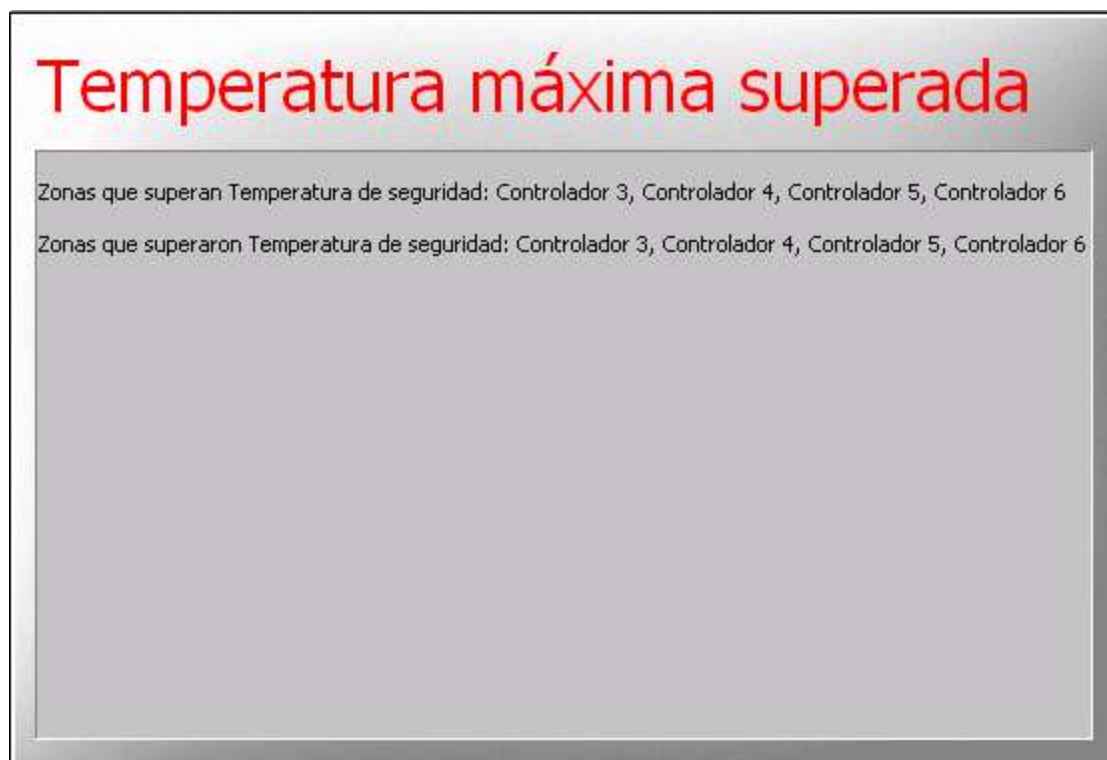 Temperatura máxima superada
Zonas que superan Temperatura de seguridad: Controlador 3, Controlador 4, Controlador 5, Controlador 6
Zonas que superaron Temperatura de seguridad: Controlador 3, Controlador 4, Controlador 5, Controlador 6